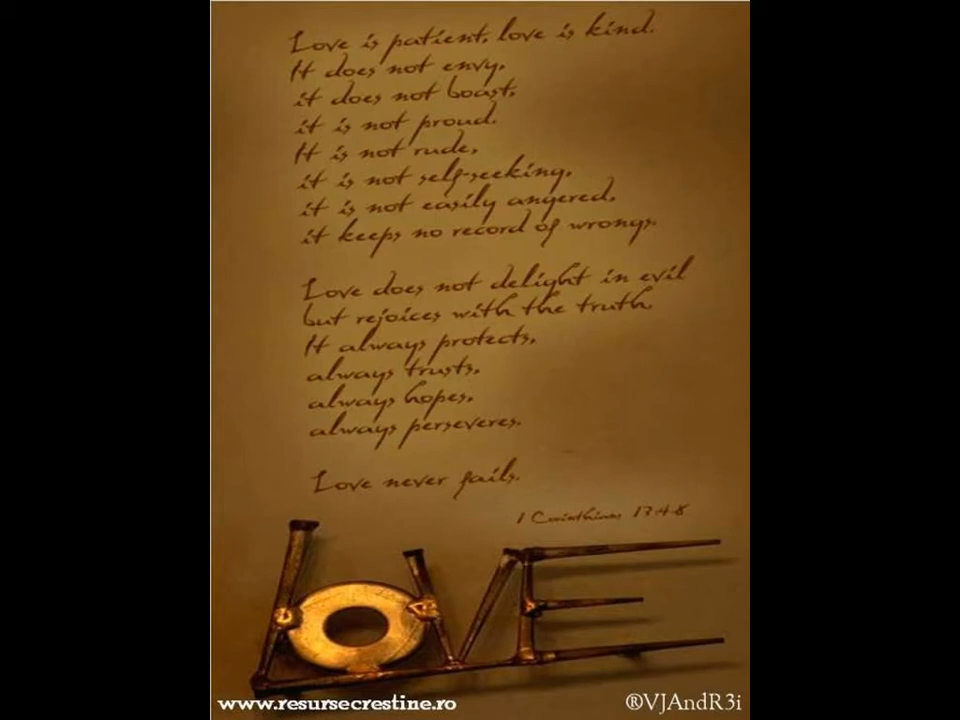 Love is patient, love is kind.
It does not envy,
it does not boast,
it is not proud.
It is not rude,
it is not self-seeking,
it is not easily angered,
it keeps no record of wrongs.
Love does not delight in evil
but rejoices with the truth.
It always protects,
always trusts,
always hopes,
always perseveres.
Love never fails.
1 Corinthians 13:4-8
LOVE
www.resursecrestine.ro ®VJAndR3i